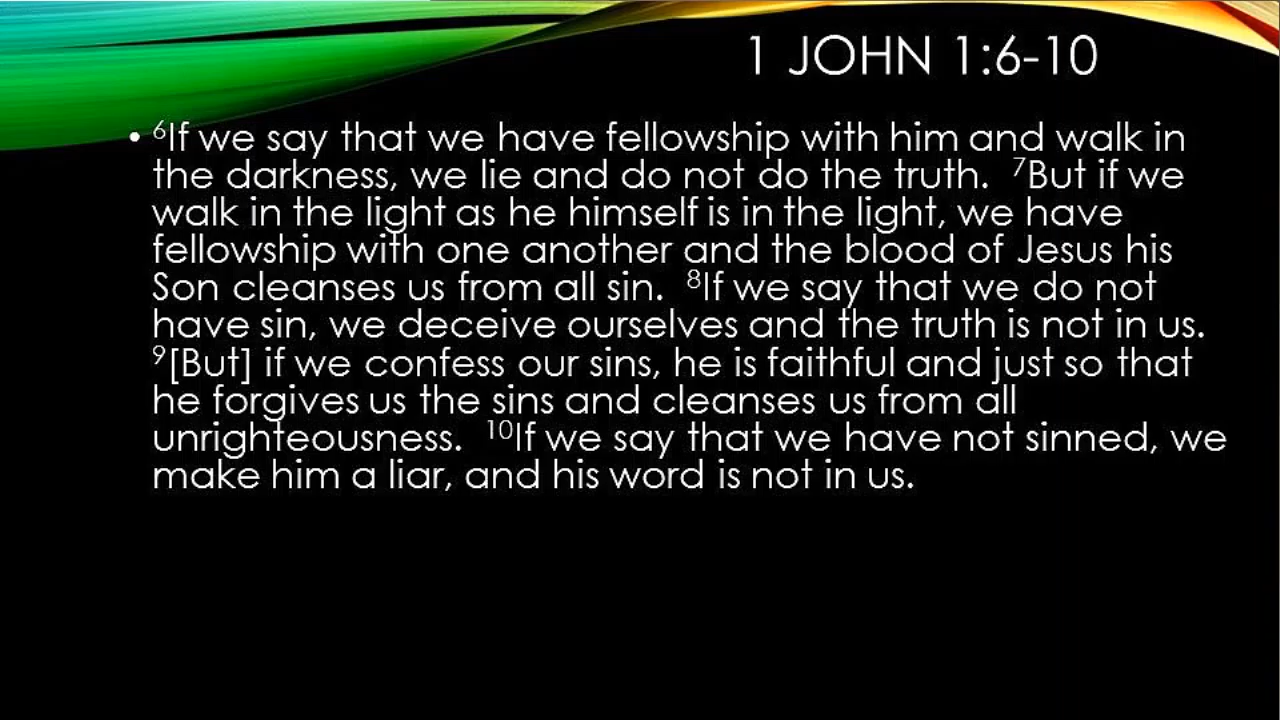 1 JOHN 1:6-10
• ⁶If we say that we have fellowship with him and walk in
the darkness, we lie and do not do the truth. ⁷But if we
walk in the light as he himself is in the light, we have
fellowship with one another and the blood of Jesus his
Son cleanses us from all sin. ⁸If we say that we do not
have sin, we deceive ourselves and the truth is not in us.
⁹[But] if we confess our sins, he is faithful and just so that
he forgives us the sins and cleanses us from all
unrighteousness. ¹⁰If we say that we have not sinned, we
make him a liar, and his word is not in us.